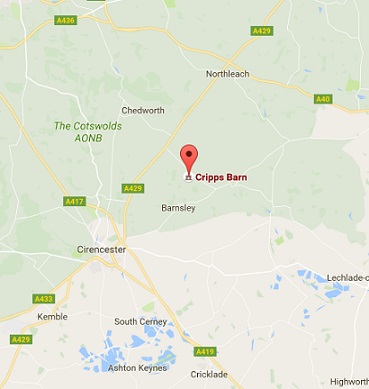 A436
A429
Northleach
A40
Chedworth
The Cotswolds
AONB
Cripps Barn
A429
A417
Barnsley
Cirencester
Lechlade-o
A433
Kemble
South Cerney
A429
A419
Ashton Keynes
Cricklade
Highworth